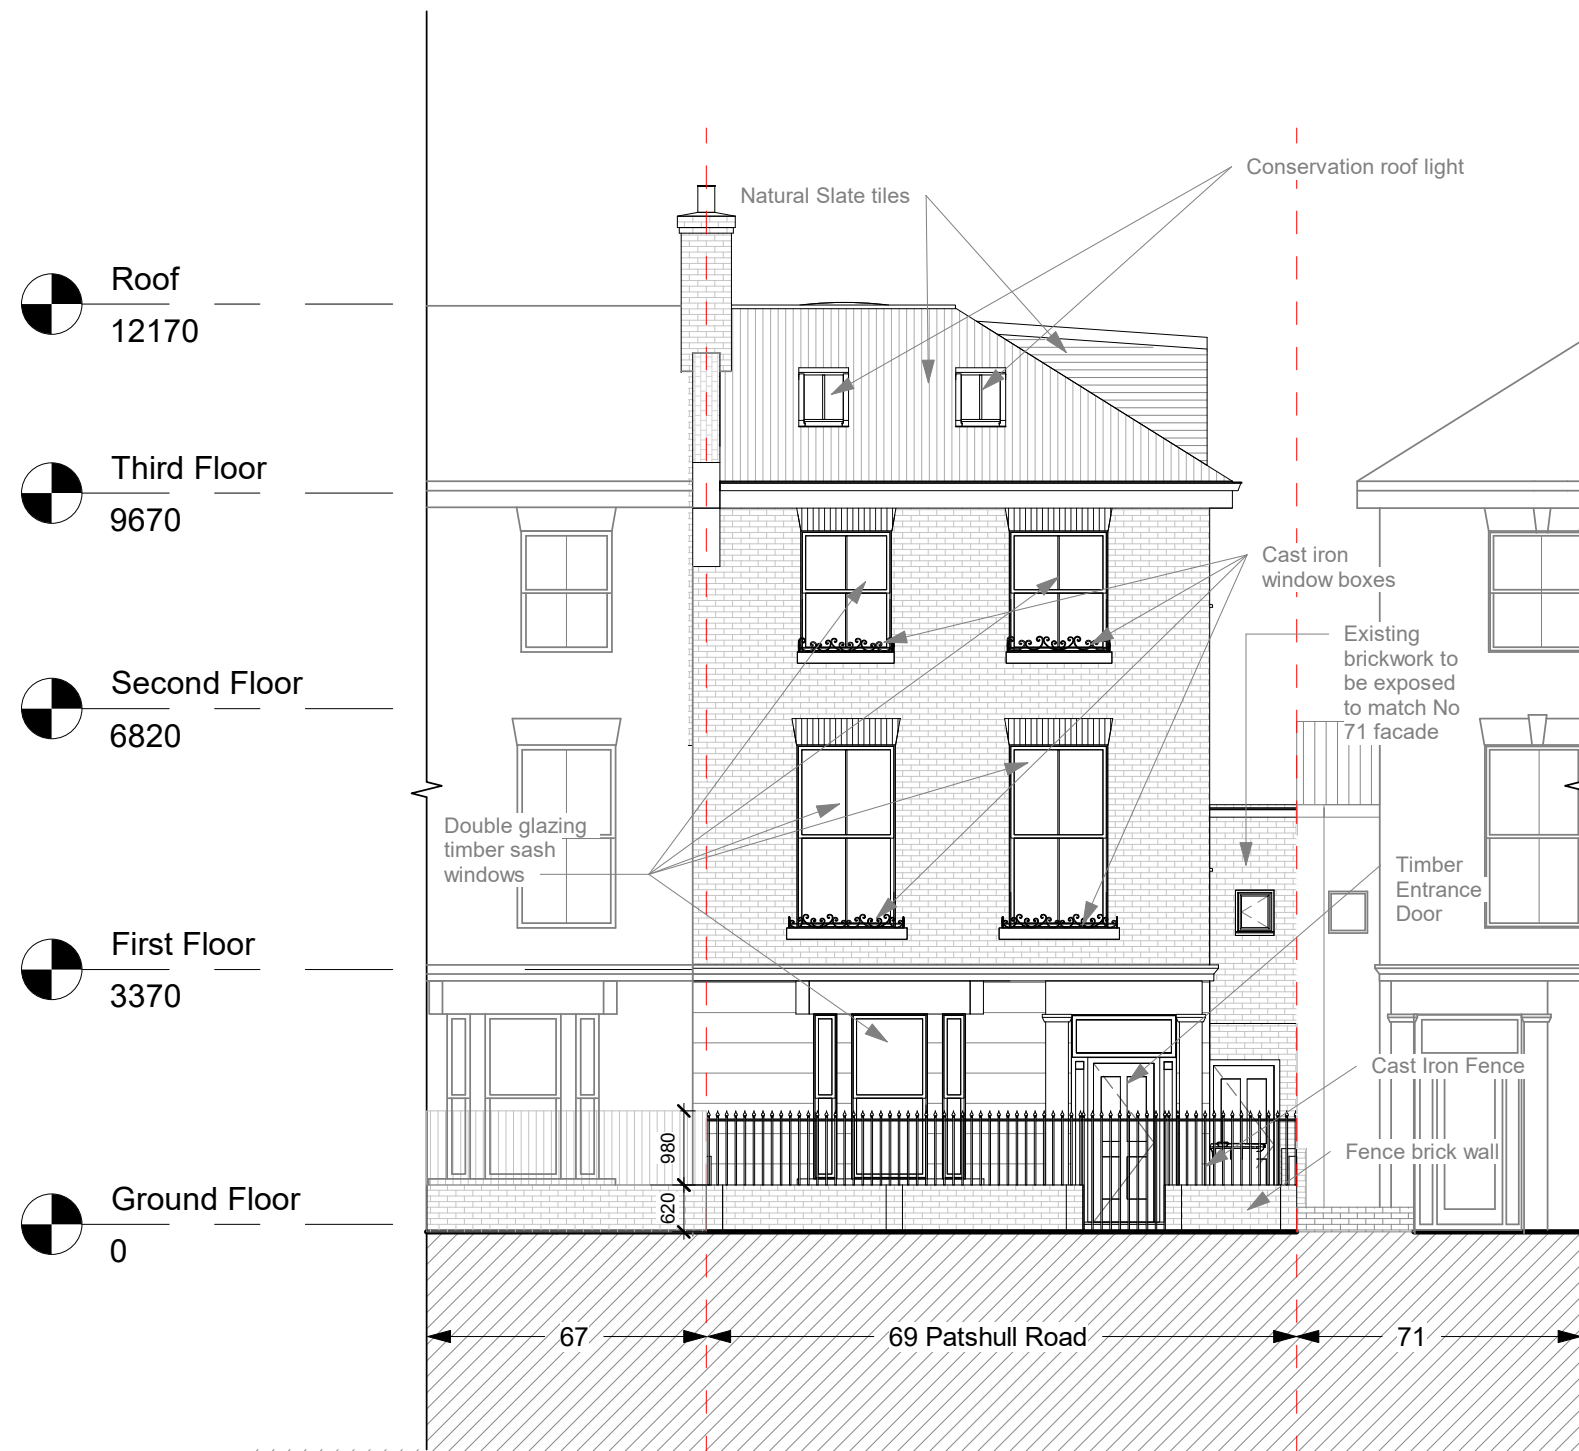 Conservation roof light
Natural Slate tiles
Roof
12170
Third Floor
9670
Cast iron
window boxes
Existing
brickwork to
be exposed
to match No
71 facade
Second Floor
6820
Double glazing
timber sash
windows
Timber
Entrance
Door
First Floor
3370
Cast Iron Fence
980
Fence brick wall
620
Ground Floor
0
67
69 Patshull Road
71